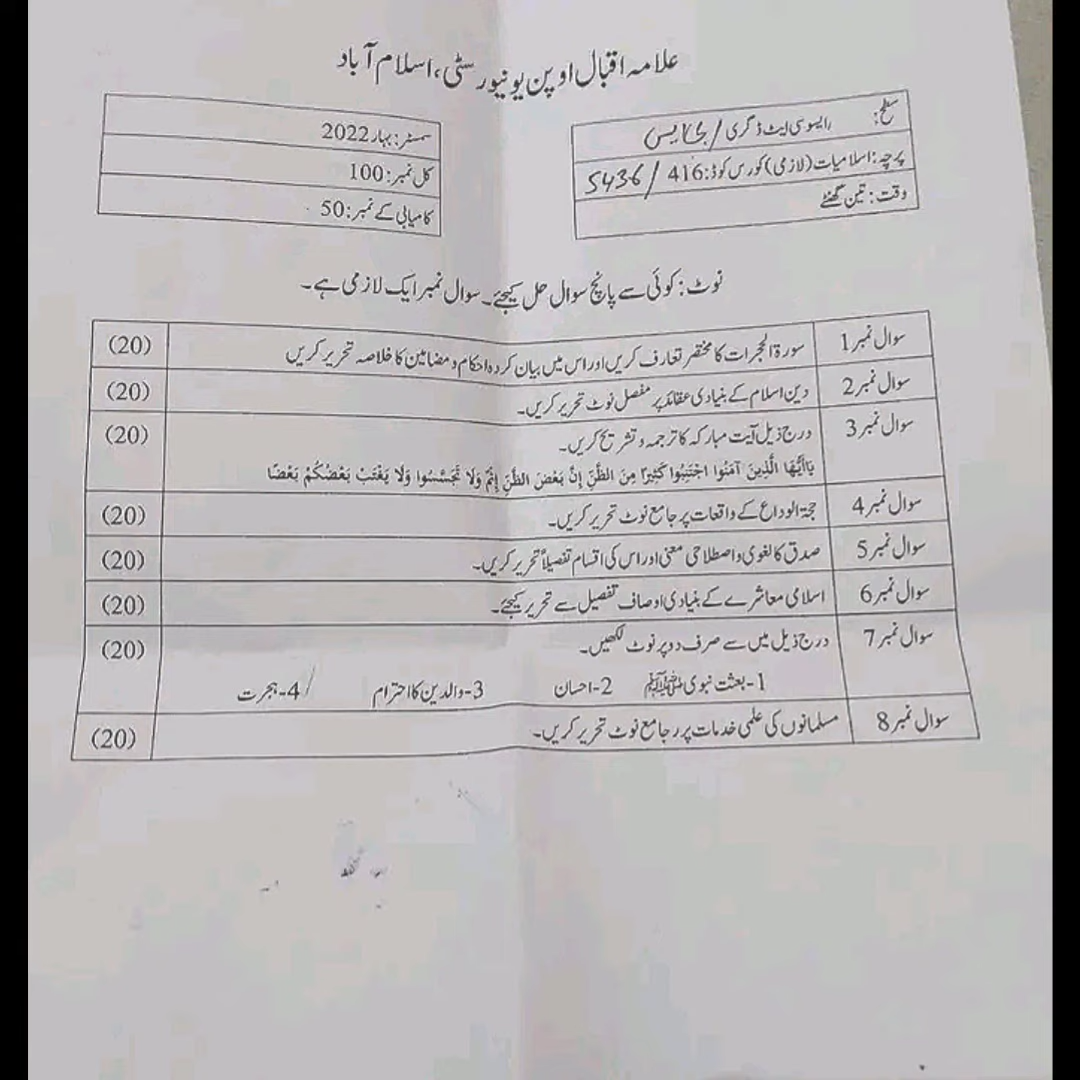 علامہ اقبال اوپن یونیورسٹی، اسلام آباد
سطح: ایسوسی ایٹ ڈگری / بی ایس
پرچہ: اسلامیات (لازمی) کورس کوڈ: 416 / 5436
وقت: تین گھنٹے
سمسٹر: بہار 2022
کل نمبر: 100
کامیابی کے نمبر: 50
نوٹ: کوئی سے پانچ سوال حل کیجئے۔ سوال نمبر ایک لازمی ہے۔
سوال نمبر 1 سورۃ الحجرات کا مختصر تعارف کریں اور اس میں بیان کردہ احکام و مضامین کا خلاصہ تحریر کریں (20)
سوال نمبر 2 دین اسلام کے بنیادی عقائد پر مفصل نوٹ تحریر کریں۔ (20)
سوال نمبر 3 درج ذیل آیت مبارکہ کا ترجمہ و تشریح کریں۔ (20)
يَاأَيُّهَا الَّذِينَ آمَنُوا اجْتَنِبُوا كَثِيرًا مِنَ الظَّنِّ إِنَّ بَعْضَ الظَّنِّ إِثْمٌ وَلَا تَجَسَّسُوا وَلَا يَغْتَبْ بَعْضُكُمْ بَعْضًا
سوال نمبر 4 حجۃ الوداع کے واقعات پر جامع نوٹ تحریر کریں۔ (20)
سوال نمبر 5 صدق کا لغوی و اصطلاحی معنی اور اس کی اقسام تفصیلاً تحریر کریں۔ (20)
سوال نمبر 6 اسلامی معاشرے کے بنیادی اوصاف تفصیل سے تحریر کیجئے۔ (20)
سوال نمبر 7 درج ذیل میں سے صرف دو پر نوٹ لکھیں۔ (20)
1- بعثت نبوی ﷺ 2- احسان 3- والدین کا احترام 4- ہجرت
سوال نمبر 8 مسلمانوں کی علمی خدمات پر رجامع نوٹ تحریر کریں۔ (20)